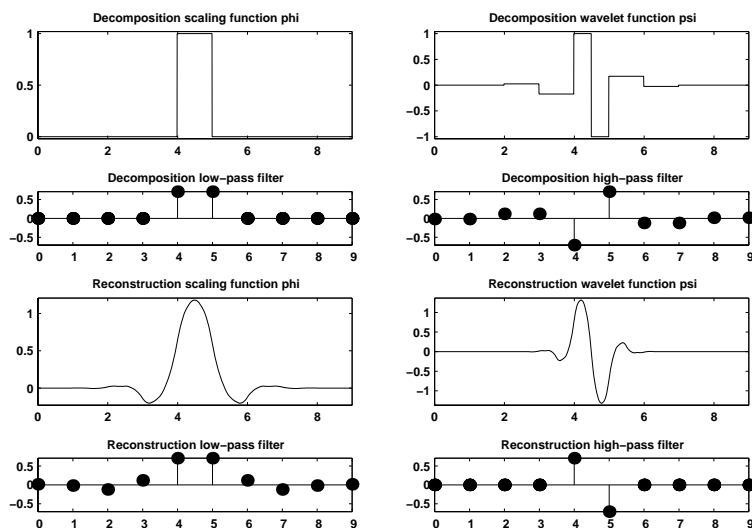 Decomposition scaling function phi
1
0.5
0
0 2 4 6 8
Decomposition wavelet function psi
1
0.5
0
−0.5
−1
0 2 4 6 8
Decomposition low−pass filter
0.5
0
−0.5
0 1 2 3 4 5 6 7 8 9
Decomposition high−pass filter
0.5
0
−0.5
0 1 2 3 4 5 6 7 8 9
Reconstruction scaling function phi
1
0.5
0
0 2 4 6 8
Reconstruction wavelet function psi
1
0.5
0
−0.5
−1
0 2 4 6 8
Reconstruction low−pass filter
0.5
0
−0.5
0 1 2 3 4 5 6 7 8 9
Reconstruction high−pass filter
0.5
0
−0.5
0 1 2 3 4 5 6 7 8 9